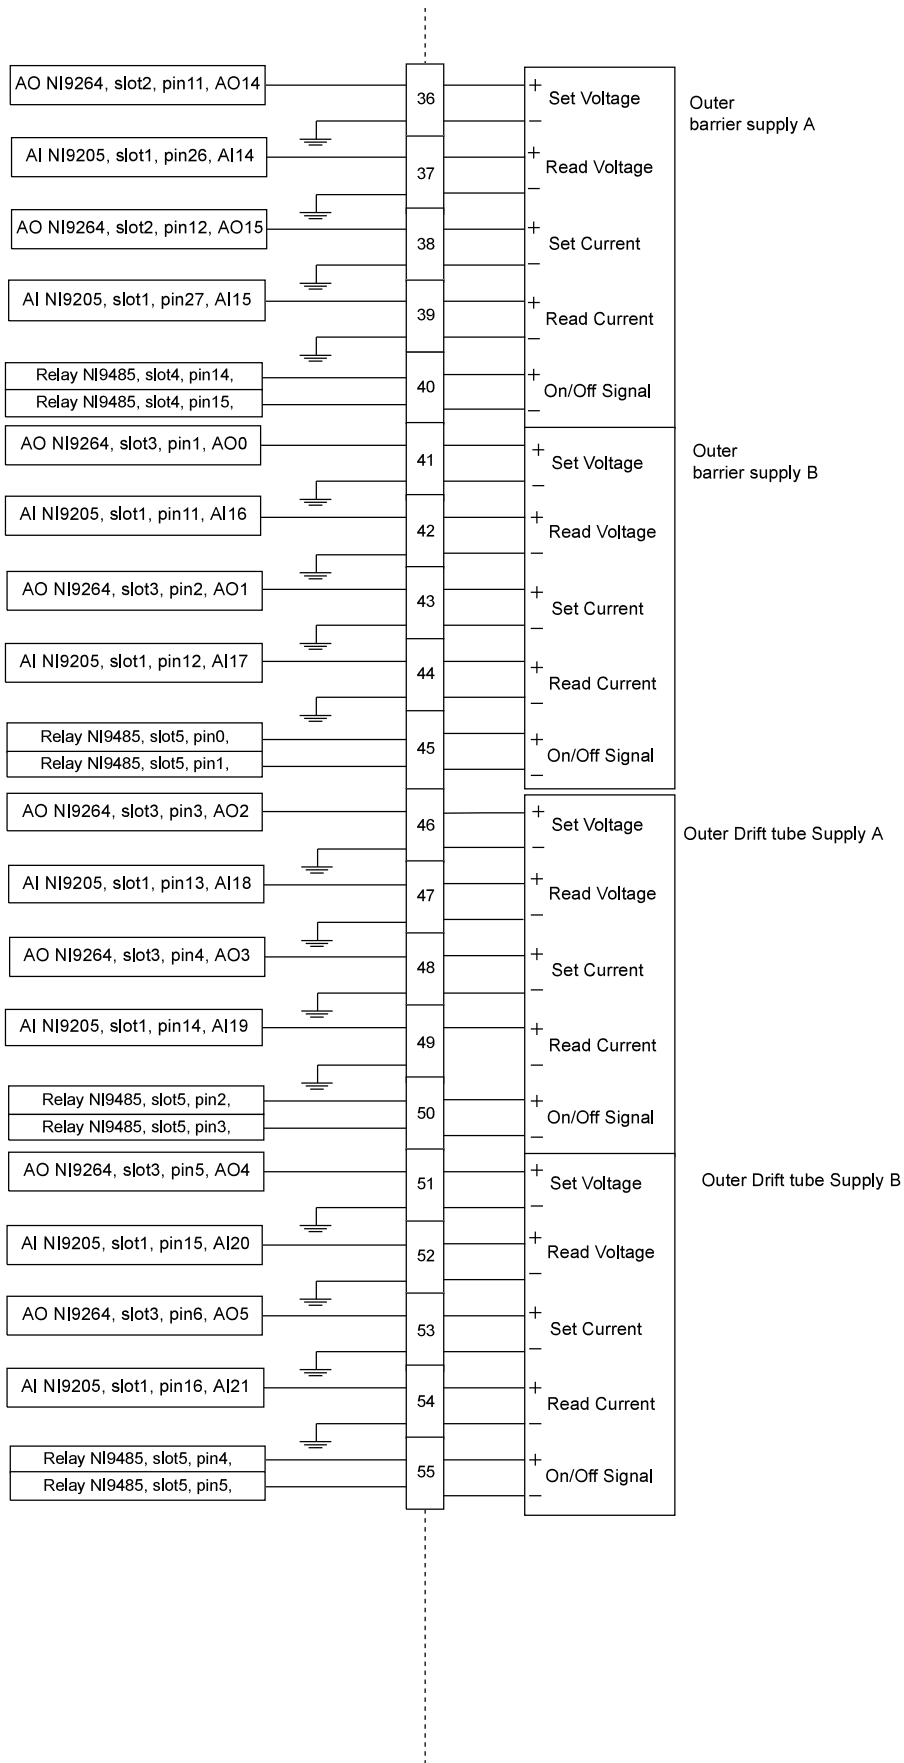 AO NI9264, slot2, pin11, AO14
36
+
Set Voltage
−
Outer
barrier supply A
AI NI9205, slot1, pin26, AI14
37
+
Read Voltage
−
AO NI9264, slot2, pin12, AO15
38
+
Set Current
−
AI NI9205, slot1, pin27, AI15
39
+
Read Current
−
Relay NI9485, slot4, pin14,
Relay NI9485, slot4, pin15,
40
+
On/Off Signal
−
AO NI9264, slot3, pin1, AO0
41
+
Set Voltage
−
Outer
barrier supply B
AI NI9205, slot1, pin11, AI16
42
+
Read Voltage
−
AO NI9264, slot3, pin2, AO1
43
+
Set Current
−
AI NI9205, slot1, pin12, AI17
44
+
Read Current
−
Relay NI9485, slot5, pin0,
Relay NI9485, slot5, pin1,
45
+
On/Off Signal
−
AO NI9264, slot3, pin3, AO2
46
+
Set Voltage
−
Outer Drift tube Supply A
AI NI9205, slot1, pin13, AI18
47
+
Read Voltage
−
AO NI9264, slot3, pin4, AO3
48
+
Set Current
−
AI NI9205, slot1, pin14, AI19
49
+
Read Current
−
Relay NI9485, slot5, pin2,
Relay NI9485, slot5, pin3,
50
+
On/Off Signal
−
AO NI9264, slot3, pin5, AO4
51
+
Set Voltage
−
Outer Drift tube Supply B
AI NI9205, slot1, pin15, AI20
52
+
Read Voltage
−
AO NI9264, slot3, pin6, AO5
53
+
Set Current
−
AI NI9205, slot1, pin16, AI21
54
+
Read Current
−
Relay NI9485, slot5, pin4,
Relay NI9485, slot5, pin5,
55
+
On/Off Signal
−